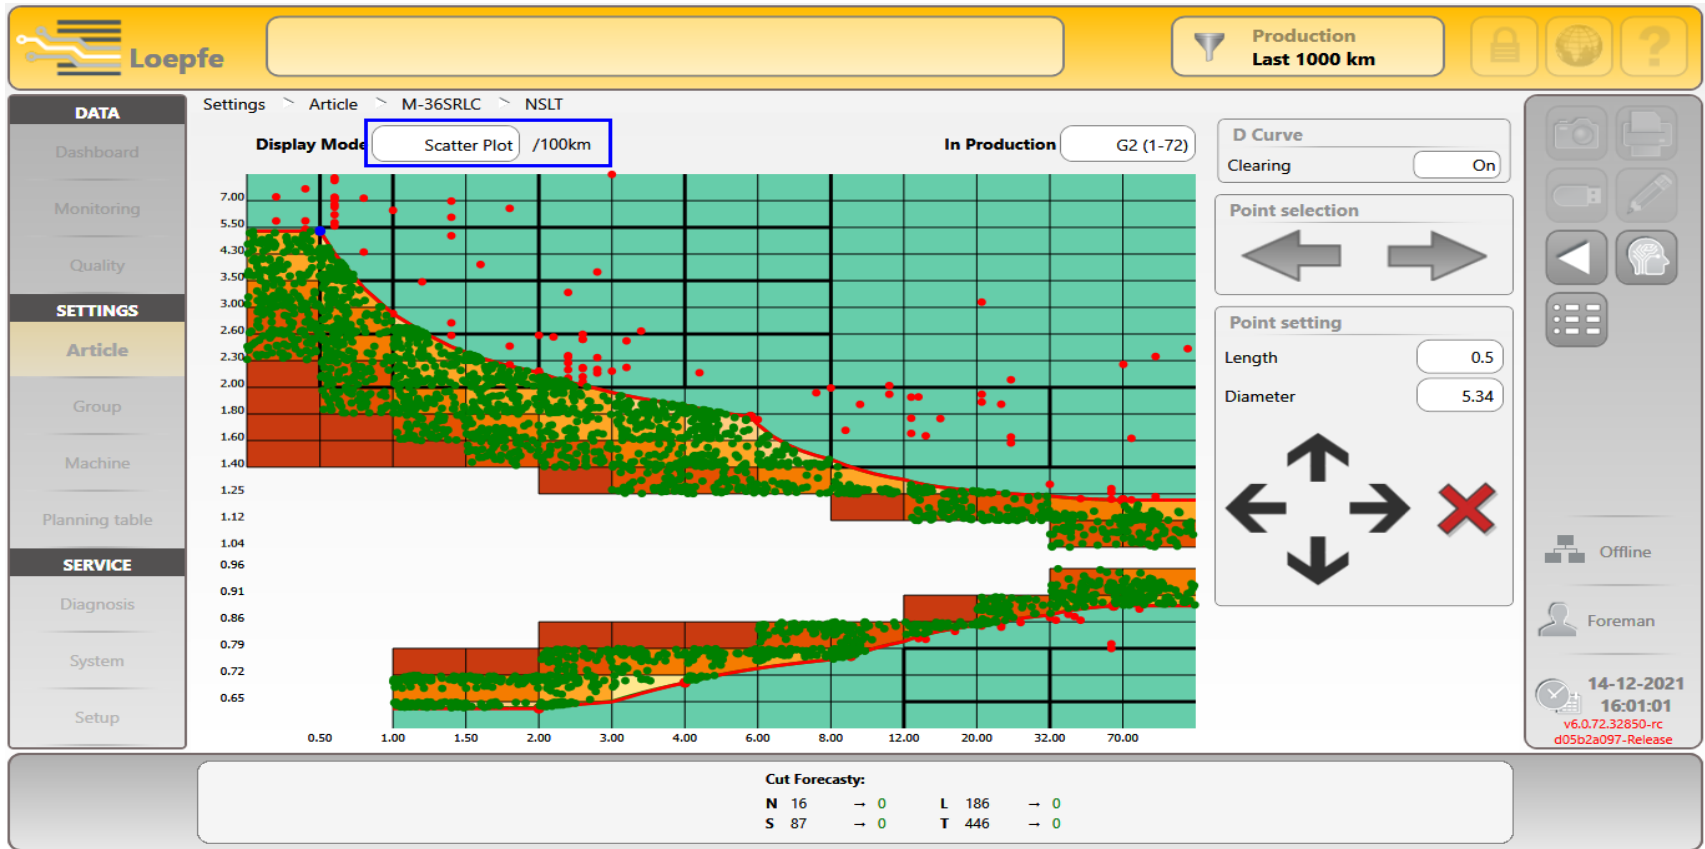 Loepfe
Production
Last 1000 km
?
DATA
Dashboard
Monitoring
Quality
SETTINGS
Article
Group
Machine
Planning table
SERVICE
Diagnosis
System
Setup
Settings > Article > M-36SRLC > NSLT
Display Mode Scatter Plot /100km
In Production G2 (1-72)
7.00
5.50
4.30
3.50
3.00
2.60
2.30
2.00
1.80
1.60
1.40
1.25
1.12
1.04
0.96
0.91
0.86
0.79
0.72
0.65
0.50 1.00 1.50 2.00 3.00 4.00 6.00 8.00 12.00 20.00 32.00 70.00
D Curve
Clearing On
Point selection
Point setting
Length 0.5
Diameter 5.34
Offline
Foreman
14-12-2021
16:01:01
v6.0.72.32850-rc
d05b2a097-Release
Cut Forecasty:
N 16 → 0 L 186 → 0
S 87 → 0 T 446 → 0